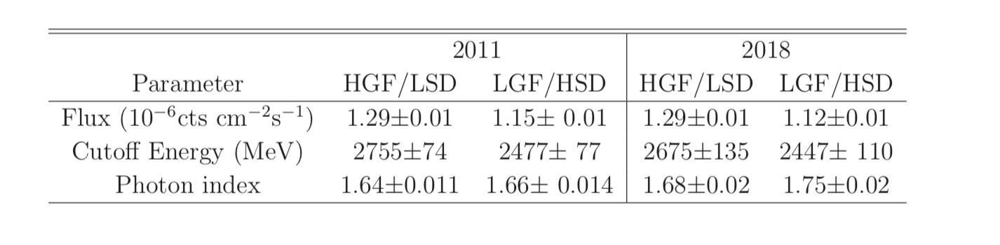 2011 2018
Parameter HGF/LSD LGF/HSD HGF/LSD LGF/HSD
Flux (10⁻⁶cts cm⁻²s⁻¹) 1.29±0.01 1.15± 0.01 1.29±0.01 1.12±0.01
Cutoff Energy (MeV) 2755±74 2477± 77 2675±135 2447± 110
Photon index 1.64±0.011 1.66± 0.014 1.68±0.02 1.75±0.02